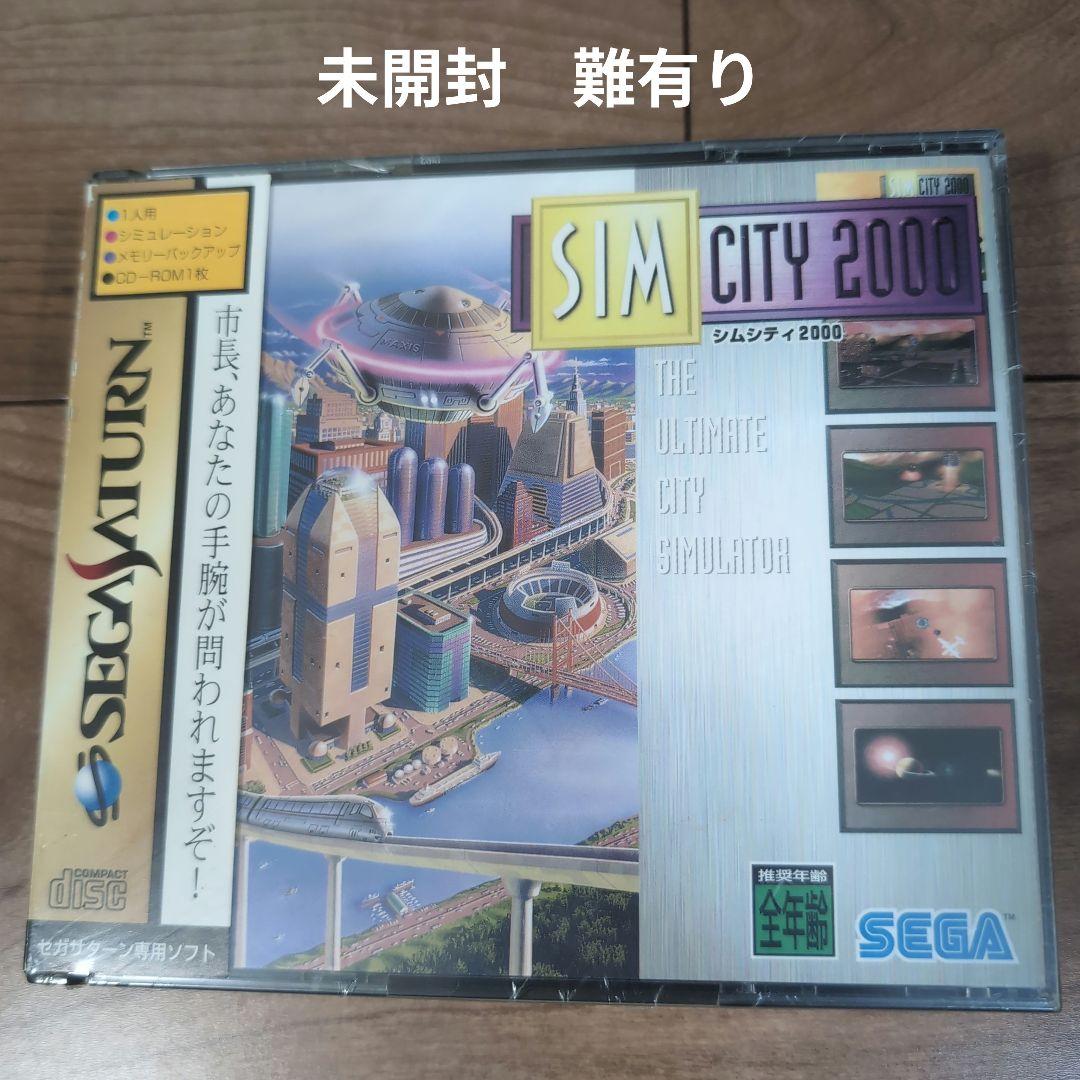 未開封　難有り
1人用
シミュレーション
メモリーバックアップ
CD-ROM1枚
SEGA SATURN™
市長、あなたの手腕が問われますぞ！
COMPACT
disc
セガサターン専用ソフト
MAXIS
SIM CITY 2000
SIM CITY 2000
シムシティ2000
THE
ULTIMATE
CITY
SIMULATOR
推奨年齢
全年齢
SEGA™